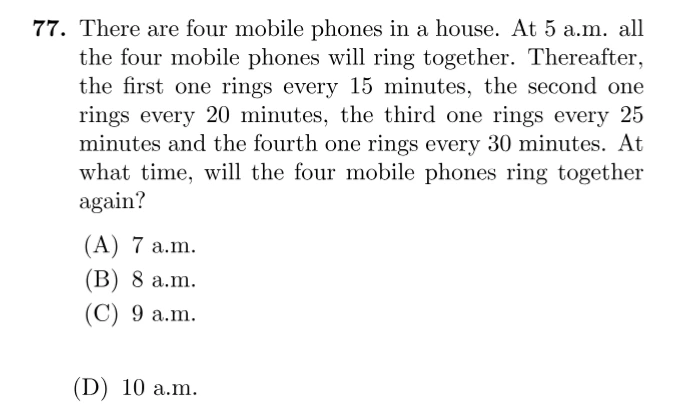 77. There are four mobile phones in a house. At 5 a.m. all
the four mobile phones will ring together. Thereafter,
the first one rings every 15 minutes, the second one
rings every 20 minutes, the third one rings every 25
minutes and the fourth one rings every 30 minutes. At
what time, will the four mobile phones ring together
again?
(A) 7 a.m.
(B) 8 a.m.
(C) 9 a.m.
(D) 10 a.m.